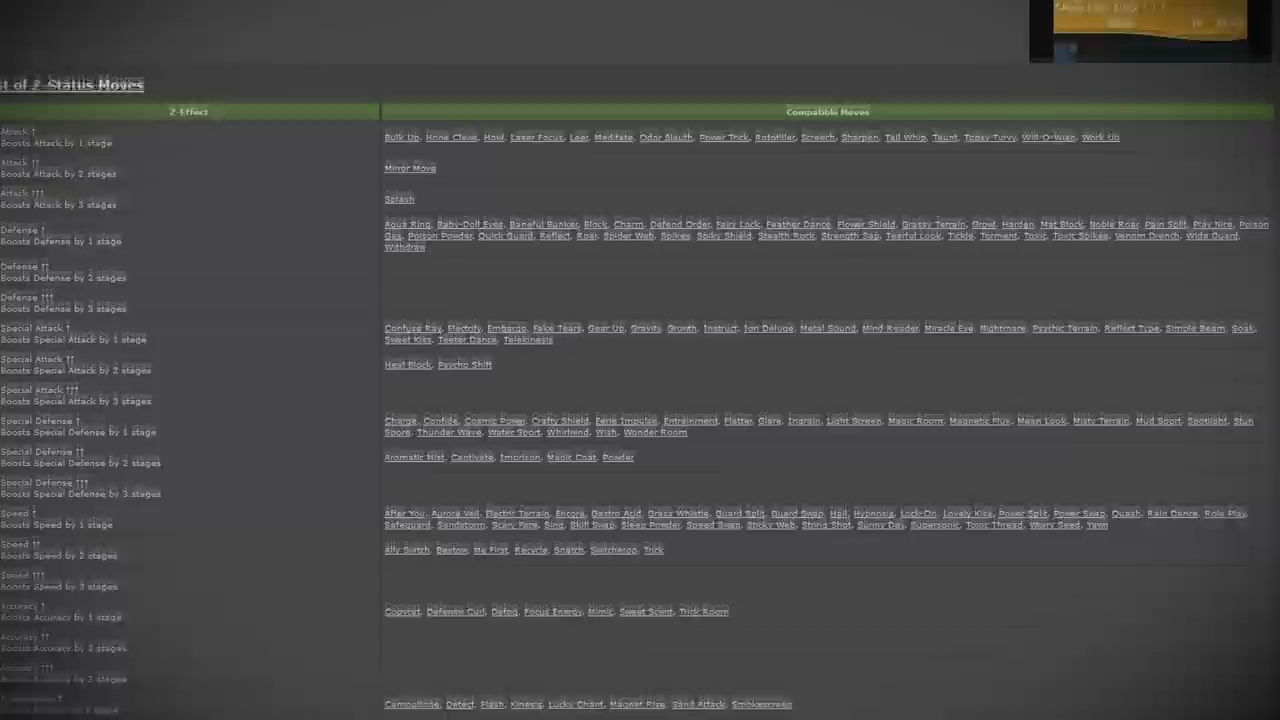 t of Z Status Moves
Z-Effect
Compatible Moves
Attack ↑
Boosts Attack by 1 stage
Bulk Up, Hone Claws, Howl, Laser Focus, Leer, Meditate, Odor Sleuth, Power Trick, Rototiller, Screech, Sharpen, Tail Whip, Taunt, Topsy-Turvy, Will-O-Wisp, Work Up
Attack ↑↑
Boosts Attack by 2 stages
Mirror Move
Attack ↑↑↑
Boosts Attack by 3 stages
Splash
Defense ↑
Boosts Defense by 1 stage
Aqua Ring, Baby-Doll Eyes, Baneful Bunker, Block, Charm, Defend Order, Fairy Lock, Feather Dance, Flower Shield, Grassy Terrain, Growl, Harden, Mat Block, Noble Roar, Pain Split, Play Nice, Poison
Gas, Poison Powder, Quick Guard, Reflect, Roar, Spider Web, Spikes, Spiky Shield, Stealth Rock, Strength Sap, Tearful Look, Tickle, Torment, Toxic, Toxic Spikes, Venom Drench, Wide Guard,
Withdraw
Defense ↑↑
Boosts Defense by 2 stages
Defense ↑↑↑
Boosts Defense by 3 stages
Special Attack ↑
Boosts Special Attack by 1 stage
Confuse Ray, Electrify, Embargo, Fake Tears, Gear Up, Gravity, Growth, Instruct, Ion Deluge, Metal Sound, Mind Reader, Miracle Eye, Nightmare, Psychic Terrain, Reflect Type, Simple Beam, Soak,
Sweet Kiss, Teeter Dance, Telekinesis
Special Attack ↑↑
Boosts Special Attack by 2 stages
Heal Block, Psycho Shift
Special Attack ↑↑↑
Boosts Special Attack by 3 stages
Special Defense ↑
Boosts Special Defense by 1 stage
Charge, Confide, Cosmic Power, Crafty Shield, Eerie Impulse, Entrainment, Flatter, Glare, Ingrain, Light Screen, Magic Room, Magnetic Flux, Mean Look, Misty Terrain, Mud Sport, Spotlight, Stun
Spore, Thunder Wave, Water Sport, Whirlwind, Wish, Wonder Room
Special Defense ↑↑
Boosts Special Defense by 2 stages
Aromatic Mist, Captivate, Imprison, Magic Coat, Powder
Special Defense ↑↑↑
Boosts Special Defense by 3 stages
Speed ↑
Boosts Speed by 1 stage
After You, Aurora Veil, Electric Terrain, Encore, Gastro Acid, Grass Whistle, Guard Split, Guard Swap, Hail, Hypnosis, Lock-On, Lovely Kiss, Power Split, Power Swap, Quash, Rain Dance, Role Play,
Safeguard, Sandstorm, Scary Face, Sing, Skill Swap, Sleep Powder, Speed Swap, Sticky Web, String Shot, Sunny Day, Supersonic, Toxic Thread, Worry Seed, Yawn
Speed ↑↑
Boosts Speed by 2 stages
Ally Switch, Bestow, Me First, Recycle, Snatch, Switcheroo, Trick
Speed ↑↑↑
Boosts Speed by 3 stages
Accuracy ↑
Boosts Accuracy by 1 stage
Copycat, Defense Curl, Defog, Focus Energy, Mimic, Sweet Scent, Trick Room
Accuracy ↑↑
Boosts Accuracy by 2 stages
Accuracy ↑↑↑
Boosts Accuracy by 3 stages
Camouflage, Detect, Flash, Kinesis, Lucky Chant, Magnet Rise, Sand Attack, Smokescreen